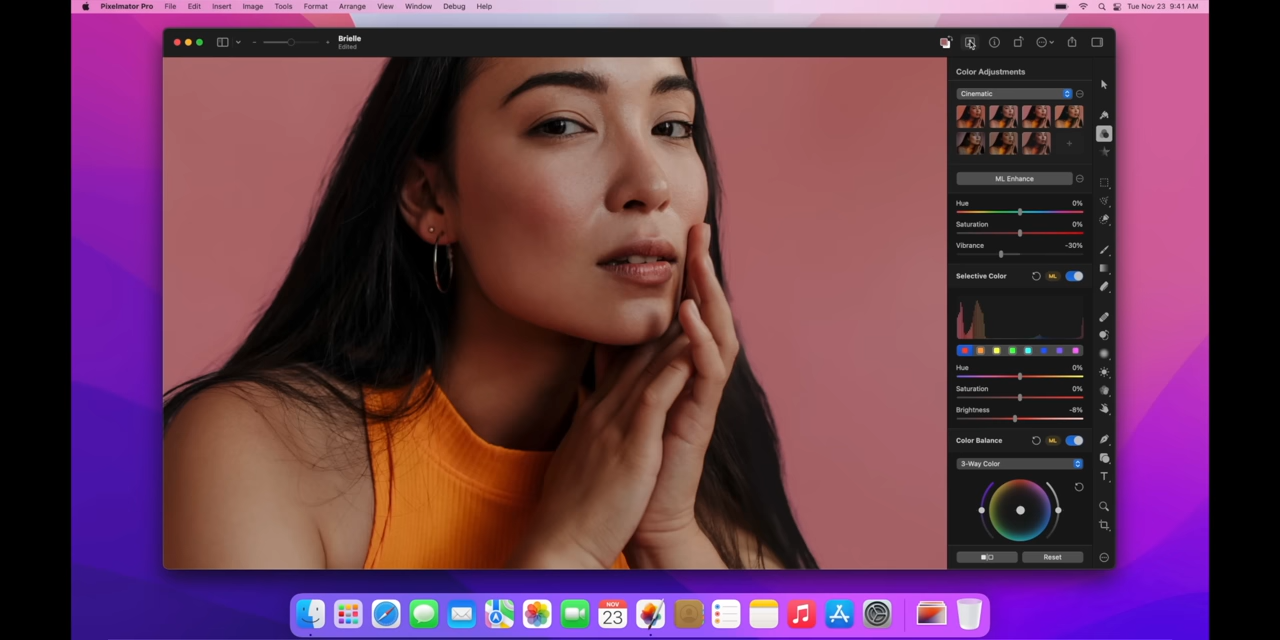 Pixelmator Pro File Edit Insert Image Tools Format Arrange View Window Debug Help Tue Nov 23 9:41 AM
Brielle
Edited
Color Adjustments
Cinematic
ML Enhance
Hue 0%
Saturation 0%
Vibrance -30%
Selective Color ML
Hue 0%
Saturation 0%
Brightness -8%
Color Balance ML
3-Way Color
Reset
NOV
23